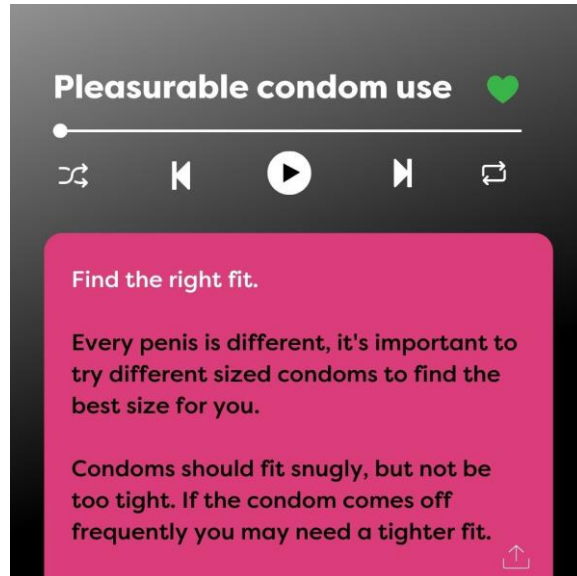 Pleasurable condom use
Find the right fit.
Every penis is different, it's important to
try different sized condoms to find the
best size for you.
Condoms should fit snugly, but not be
too tight. If the condom comes off
frequently you may need a tighter fit.